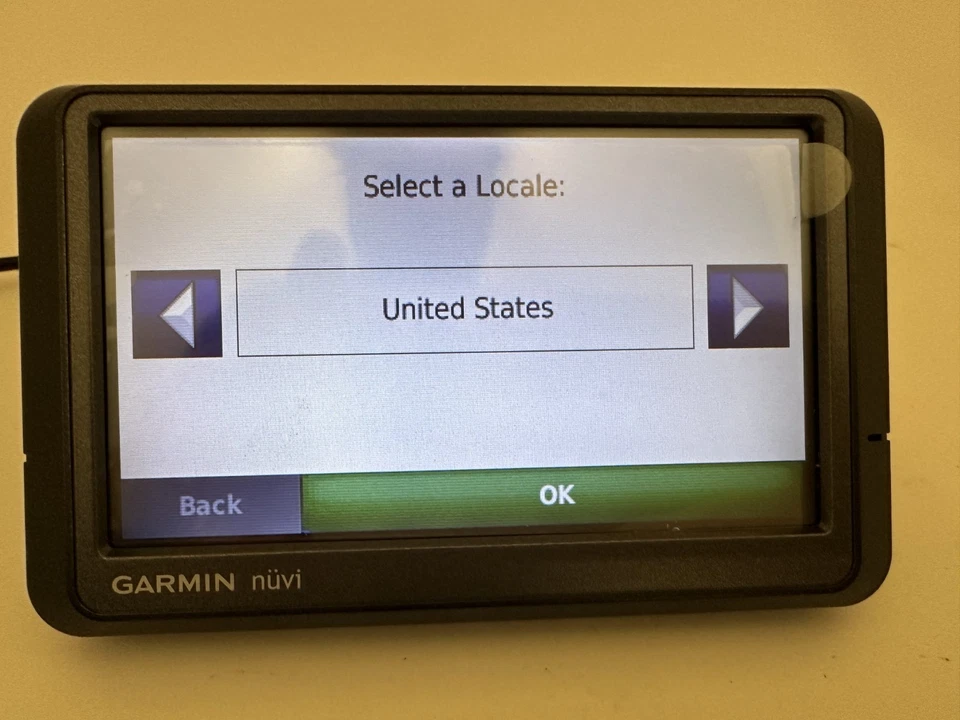 Select a Locale:
United States
Back
OK
GARMIN nüvi